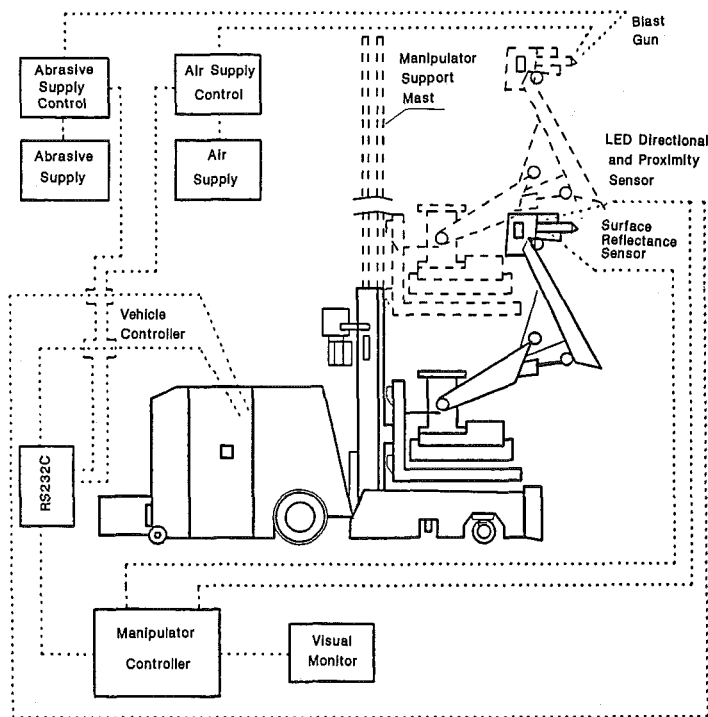 Blast
Gun
Abrasive
Supply
Control
Air Supply
Control
Manipulator
Support
Mast
Abrasive
Supply
Air
Supply
LED Directional
and Proximity
Sensor
Surface
Reflectance
Sensor
Vehicle
Controller
RS232C
Manipulator
Controller
Visual
Monitor